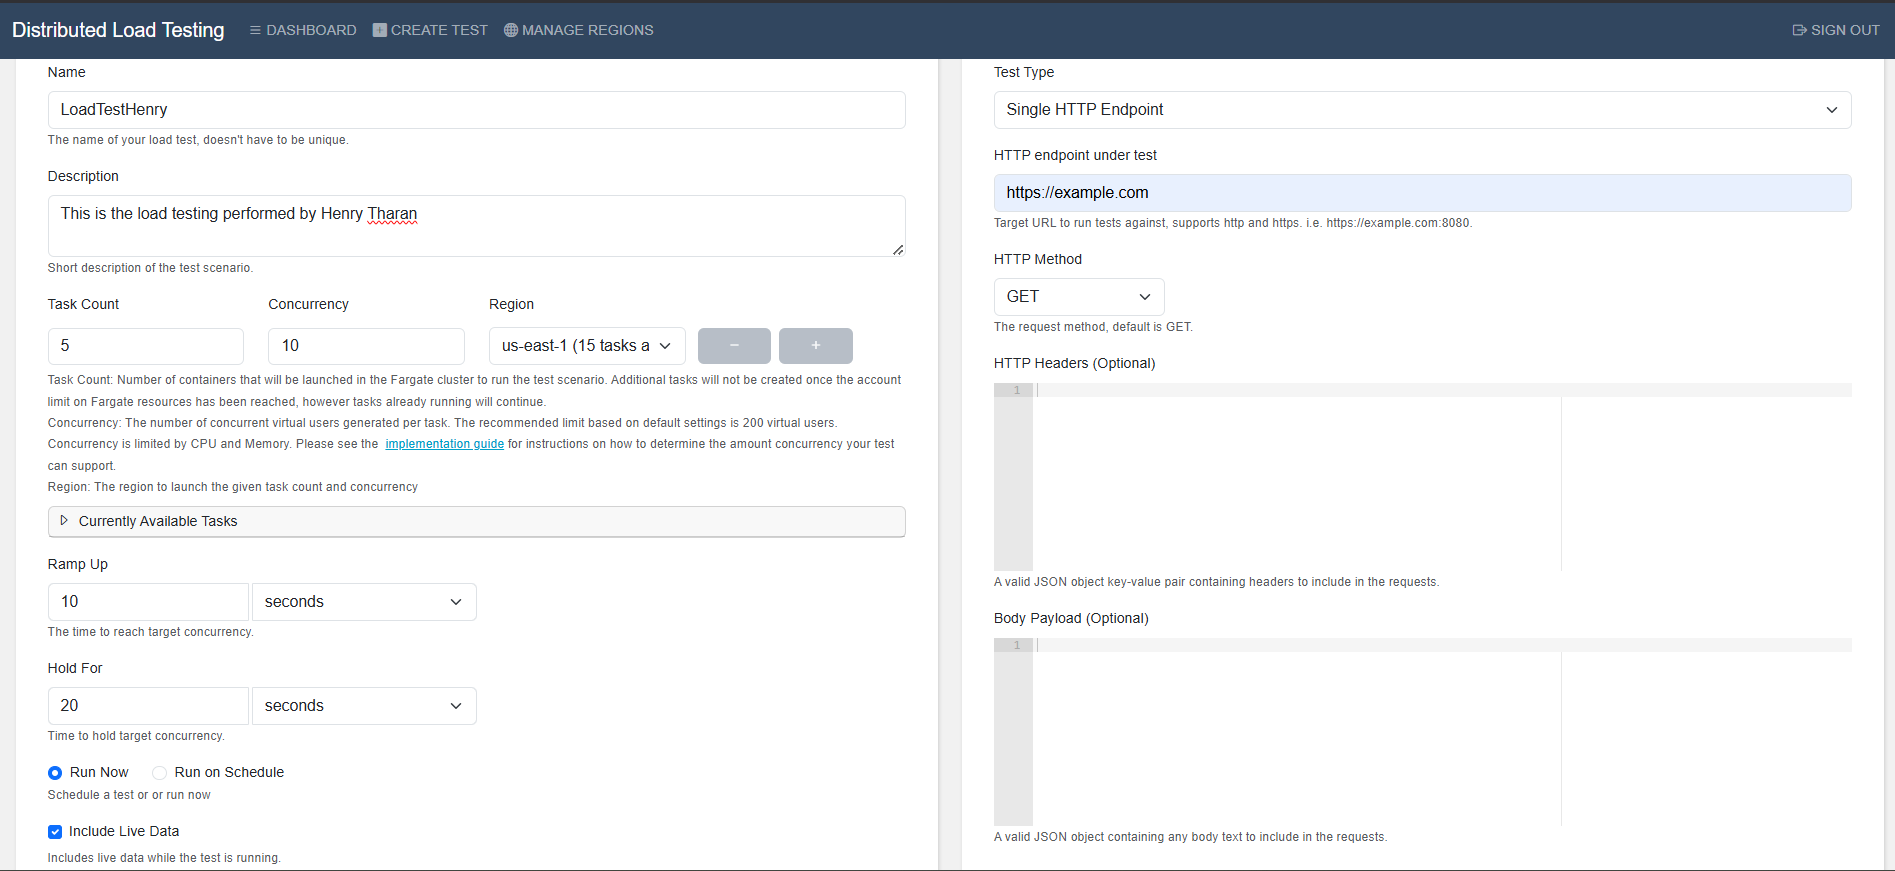 Distributed Load Testing DASHBOARD CREATE TEST MANAGE REGIONS SIGN OUT
Name
LoadTestHenry
The name of your load test, doesn't have to be unique.
Description
This is the load testing performed by Henry Tharan
Short description of the test scenario.
Task Count Concurrency Region
5 10 us-east-1 (15 tasks a − +
Task Count: Number of containers that will be launched in the Fargate cluster to run the test scenario. Additional tasks will not be created once the account
limit on Fargate resources has been reached, however tasks already running will continue.
Concurrency: The number of concurrent virtual users generated per task. The recommended limit based on default settings is 200 virtual users.
Concurrency is limited by CPU and Memory. Please see the implementation guide for instructions on how to determine the amount concurrency your test
can support.
Region: The region to launch the given task count and concurrency
Currently Available Tasks
Ramp Up
10 seconds
The time to reach target concurrency.
Hold For
20 seconds
Time to hold target concurrency.
Run Now Run on Schedule
Schedule a test or or run now
Include Live Data
Includes live data while the test is running.
Test Type
Single HTTP Endpoint
HTTP endpoint under test
https://example.com
Target URL to run tests against, supports http and https. i.e. https://example.com:8080.
HTTP Method
GET
The request method, default is GET.
HTTP Headers (Optional)
1
A valid JSON object key-value pair containing headers to include in the requests.
Body Payload (Optional)
1
A valid JSON object containing any body text to include in the requests.